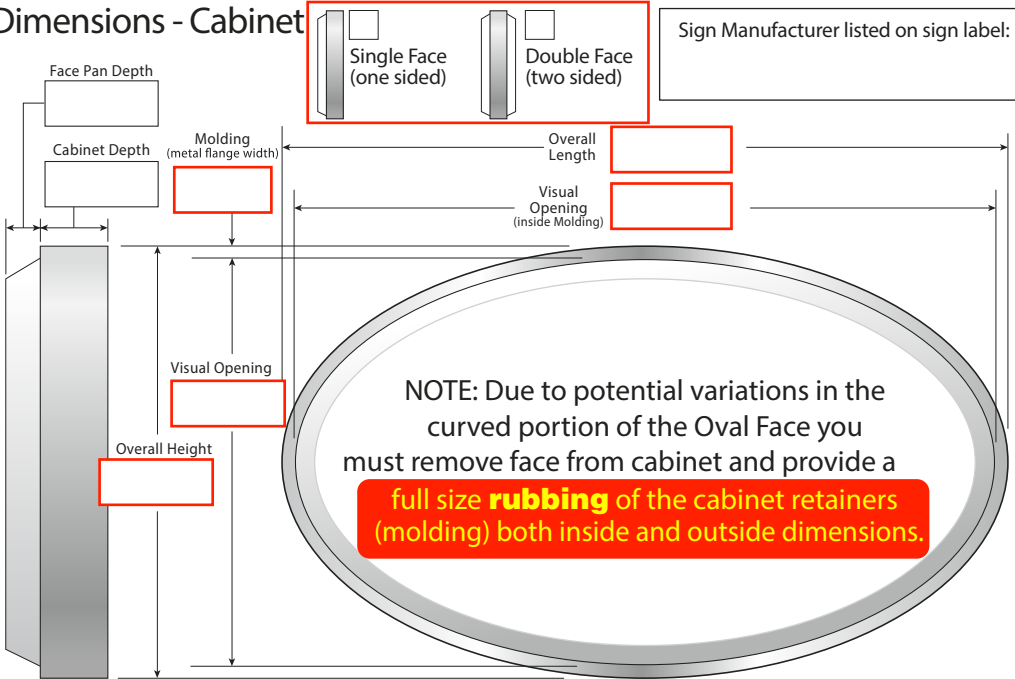 Dimensions - Cabinet
Single Face
(one sided)
Double Face
(two sided)
Sign Manufacturer listed on sign label:
Face Pan Depth
Cabinet Depth
Molding
(metal flange width)
Overall
Length
Visual
Opening
(inside Molding)
Visual Opening
Overall Height
NOTE: Due to potential variations in the
curved portion of the Oval Face you
must remove face from cabinet and provide a
full size rubbing of the cabinet retainers
(molding) both inside and outside dimensions.